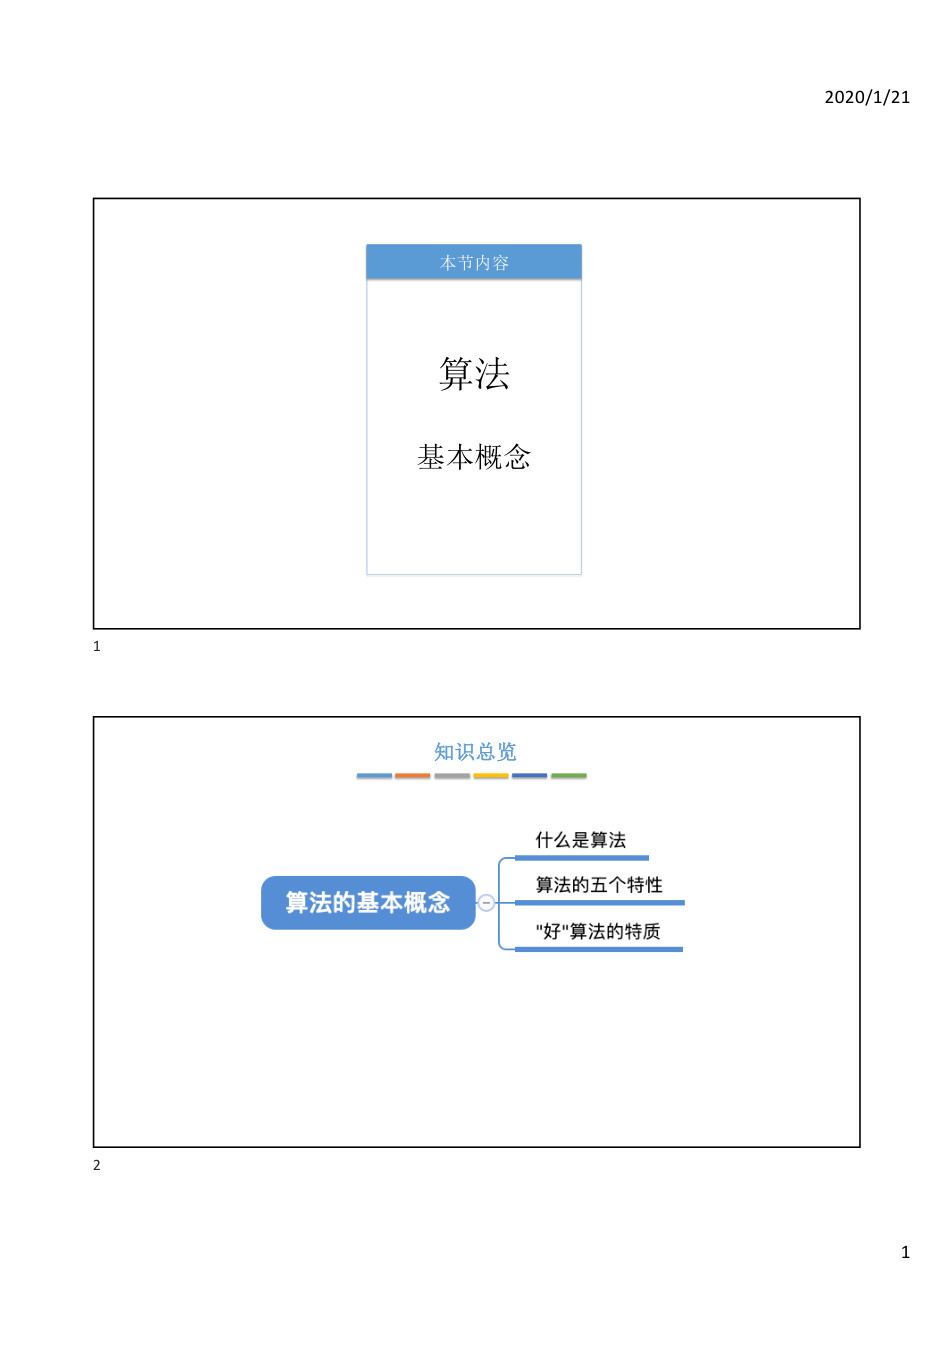 2020/1/21
本节内容
算法
基本概念
1
知识总览
什么是算法
算法的基本概念
算法的五个特性
"好"算法的特质
2
1